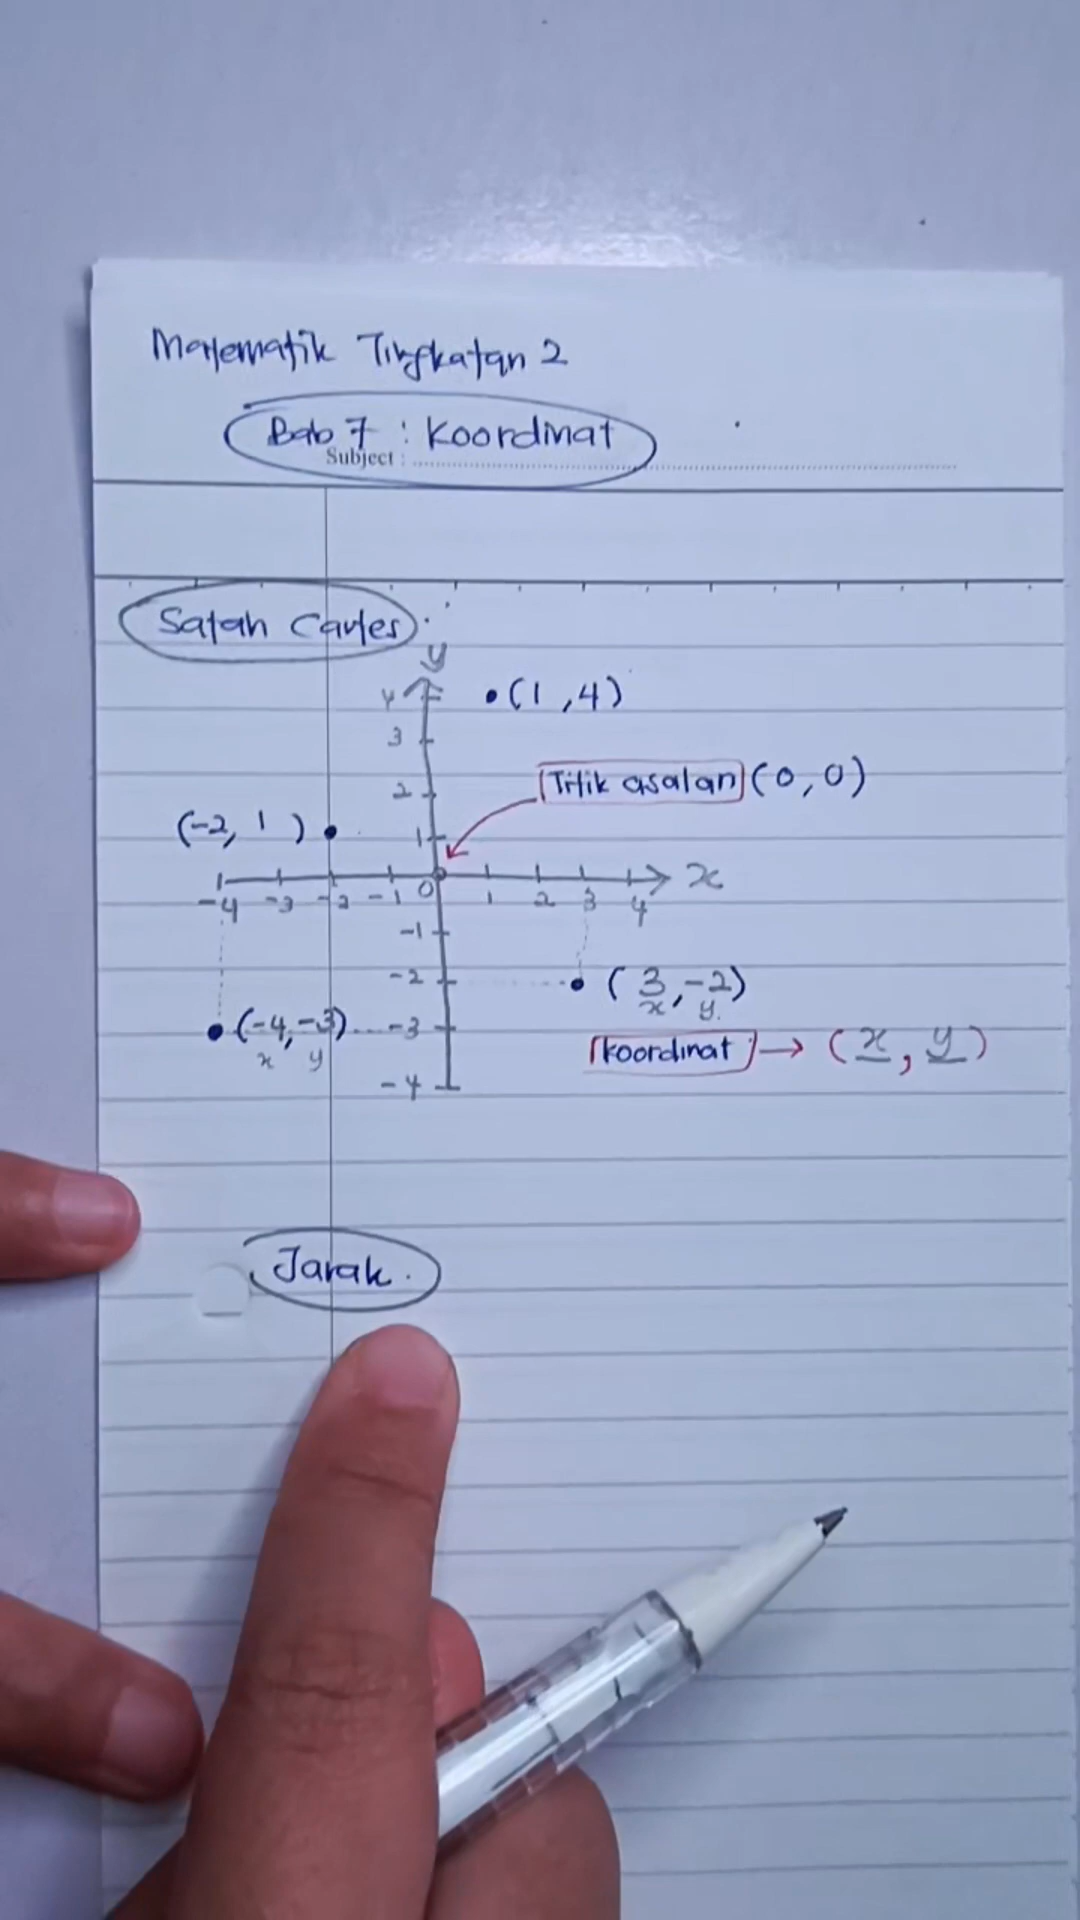 Matematik Tingkatan 2
Bab 7 : Koordinat
Subject :
Satah Cartes
y
4 • (1, 4)
3
Titik asalan (0, 0)
2
(-2, 1)
1
-4 -3 -2 -1 0 1 2 3 4 x
-1
-2 (3, -2)
x y
(-4, -3) -3
x y
Koordinat → (x, y)
-4
Jarak